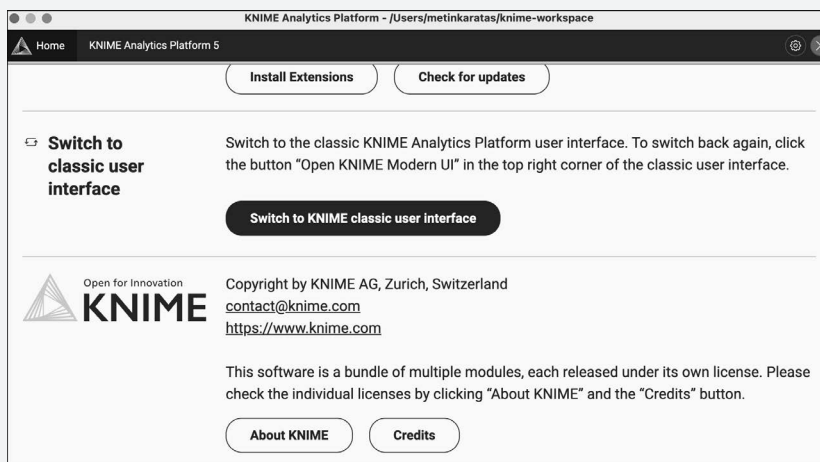 KNIME Analytics Platform - /Users/metinkaratas/knime-workspace
Home KNIME Analytics Platform 5
Install Extensions Check for updates
Switch to
classic user
interface
Switch to the classic KNIME Analytics Platform user interface. To switch back again, click
the button “Open KNIME Modern UI” in the top right corner of the classic user interface.
Switch to KNIME classic user interface
Open for Innovation
KNIME
Copyright by KNIME AG, Zurich, Switzerland
contact@knime.com
https://www.knime.com
This software is a bundle of multiple modules, each released under its own license. Please
check the individual licenses by clicking “About KNIME” and the “Credits” button.
About KNIME Credits